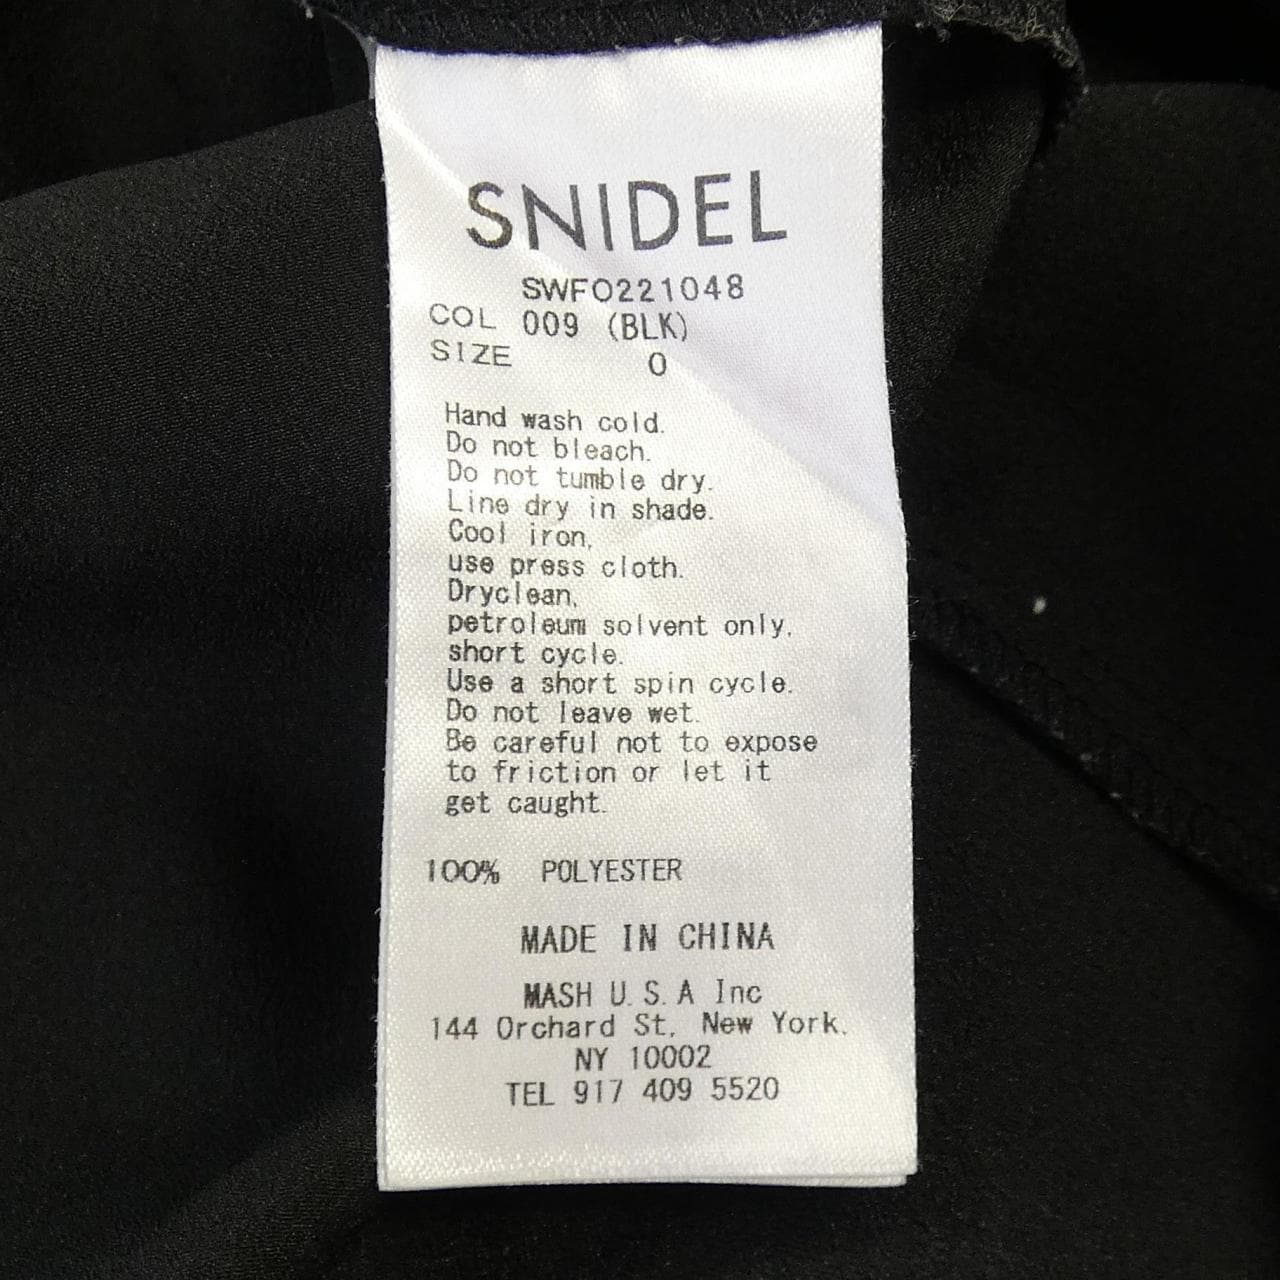 SNIDEL
SWFO221048
COL 009 (BLK)
SIZE 0
Hand wash cold.
Do not bleach.
Do not tumble dry.
Line dry in shade.
Cool iron,
use press cloth.
Dryclean,
petroleum solvent only,
short cycle.
Use a short spin cycle.
Do not leave wet.
Be careful not to expose
to friction or let it
get caught.
100% POLYESTER
MADE IN CHINA
MASH U.S.A Inc
144 Orchard St, New York,
NY 10002
TEL 917 409 5520